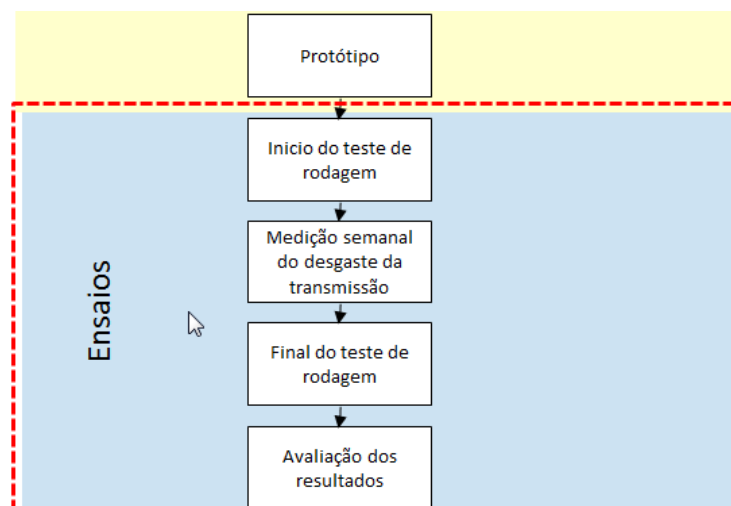 Protótipo
Inicio do teste de
rodagem
Medição semanal
do desgaste da
transmissão
Ensaios
Final do teste de
rodagem
Avaliação dos
resultados